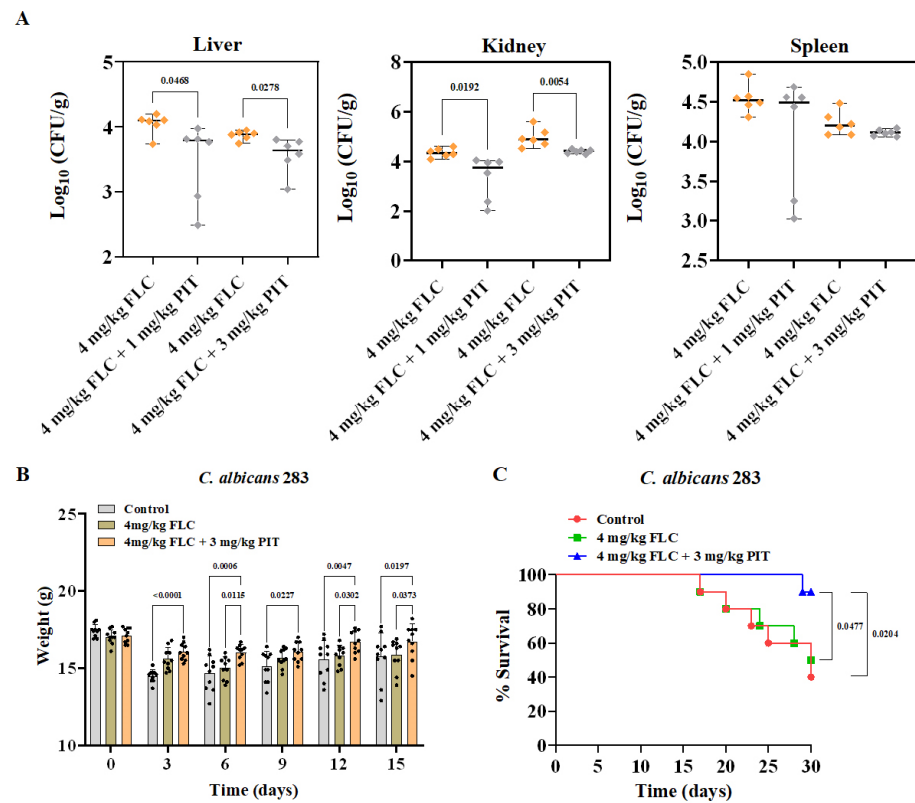 A
Liver
Kidney
Spleen
Log10 (CFU/g)
5
4
3
2
0.0468
0.0278
4 mg/kg FLC
4 mg/kg FLC + 1 mg/kg PIT
4 mg/kg FLC
4 mg/kg FLC + 3 mg/kg PIT
Log10 (CFU/g)
8
6
4
2
0
0.0192
0.0054
4 mg/kg FLC
4 mg/kg FLC + 1 mg/kg PIT
4 mg/kg FLC
4 mg/kg FLC + 3 mg/kg PIT
Log10 (CFU/g)
5.0
4.5
4.0
3.5
3.0
2.5
4 mg/kg FLC
4 mg/kg FLC + 1 mg/kg PIT
4 mg/kg FLC
4 mg/kg FLC + 3 mg/kg PIT
B
C. albicans 283
Control
4mg/kg FLC
4mg/kg FLC + 3 mg/kg PIT
Weight (g)
25
20
15
10
<0.0001
0.0006
0.0115
0.0227
0.0047
0.0302
0.0197
0.0373
0 3 6 9 12 15
Time (days)
C
C. albicans 283
Control
4 mg/kg FLC
4 mg/kg FLC + 3 mg/kg PIT
% Survival
100
80
60
40
20
0
0.0477
0.0204
0 5 10 15 20 25 30
Time (days)